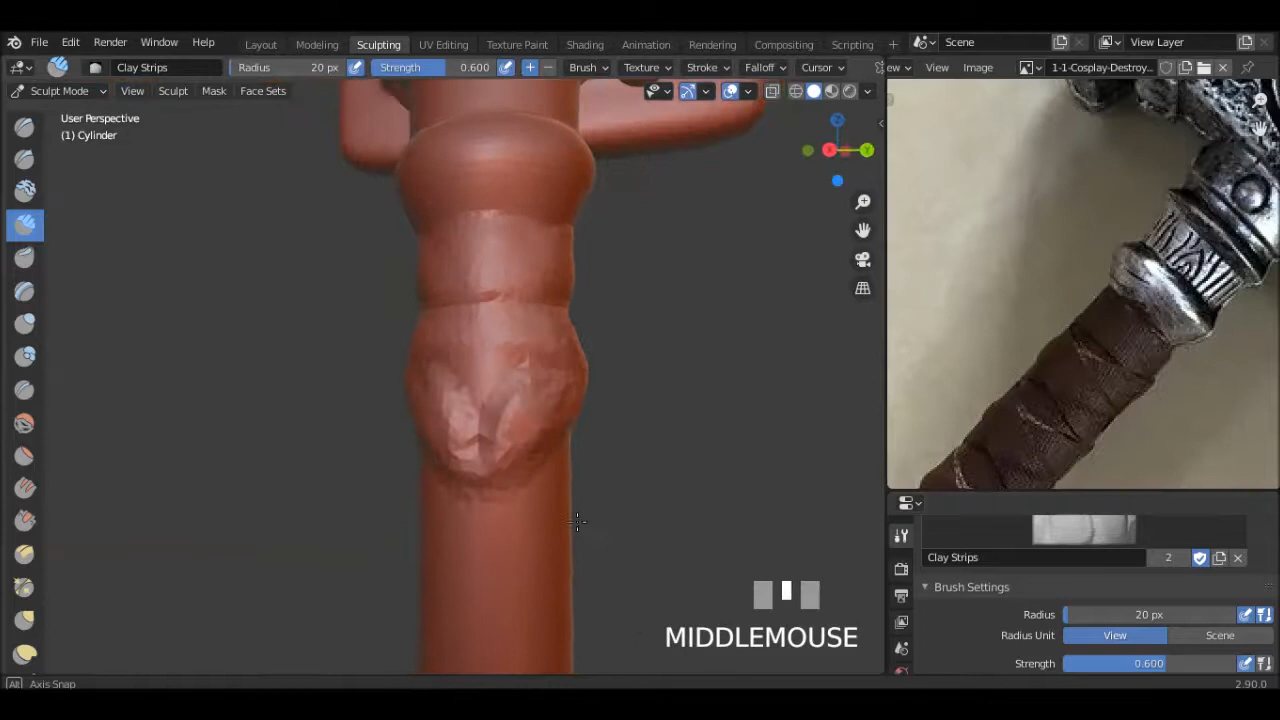 File Edit Render Window Help Layout Modeling Sculpting UV Editing Texture Paint Shading Animation Rendering Compositing Scripting Scene View Layer
Clay Strips Radius 20 px Strength 0.600 Brush Texture Stroke Falloff Cursor View Image 1-1-Cosplay-Destroy...
Sculpt Mode View Sculpt Mask Face Sets
User Perspective
(1) Cylinder
MIDDLEMOUSE
Clay Strips 2
Brush Settings
Radius 20 px
Radius Unit View Scene
Strength 0.600
Alt Axis Snap 2.90.0